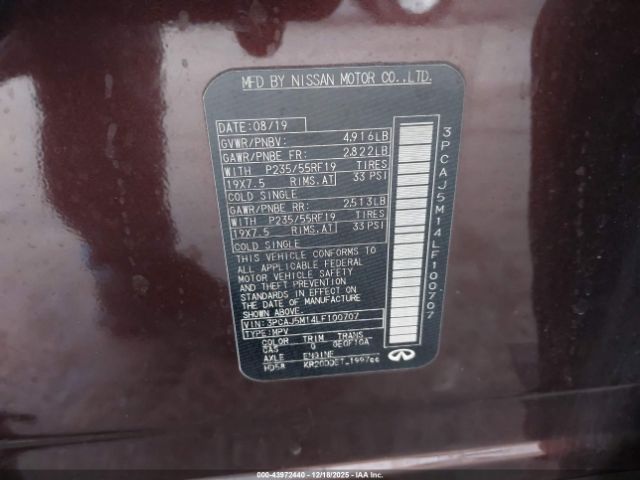 MFD BY NISSAN MOTOR CO.,LTD.
DATE:08/19
GVWR/PNBV: 4,916LB
GAWR/PNBE FR: 2,822LB
WITH P235/55RF19 TIRES
19X7.5 RIMS,AT 33 PSI
COLD SINGLE
GAWR/PNBE RR: 2,513LB
WITH P235/55RF19 TIRES
19X7.5 RIMS,AT 33 PSI
COLD SINGLE
THIS VEHICLE CONFORMS TO
ALL APPLICABLE FEDERAL
MOTOR VEHICLE SAFETY
AND THEFT PREVENTION
STANDARDS IN EFFECT ON
THE DATE OF MANUFACTURE
SHOWN ABOVE.
VIN:3PCAJ5M14LF100707
TYPE:MPV
COLOR TRIM TRANS
CAS G
AXLE ENGINE
KR20DDET 1997cc
3PCAJ5M14LF100707
000-43972440 - 12/18/2025 - Copyright © IAA, Inc.